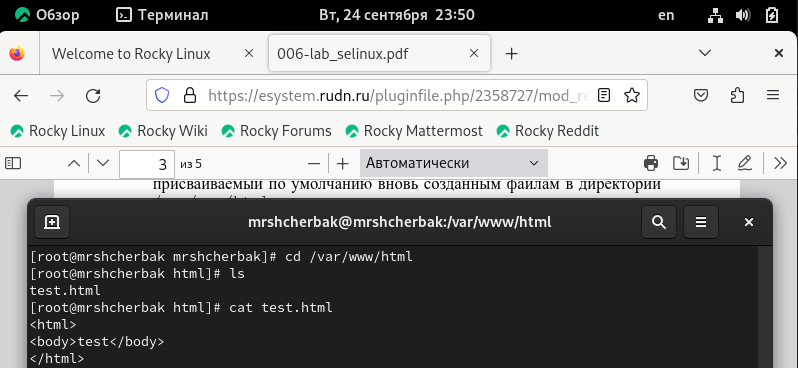 Обзор Терминал Вт, 24 сентября 23:50 en
Welcome to Rocky Linux 006-lab_selinux.pdf
https://esystem.rudn.ru/pluginfile.php/2358727/mod_re
Rocky Linux Rocky Wiki Rocky Forums Rocky Mattermost Rocky Reddit
3 из 5 Автоматически
присваиваемый по умолчанию вновь созданным файлам в директории
mrshcherbak@mrshcherbak:/var/www/html
[root@mrshcherbak mrshcherbak]# cd /var/www/html
[root@mrshcherbak html]# ls
test.html
[root@mrshcherbak html]# cat test.html
<html>
<body>test</body>
</html>